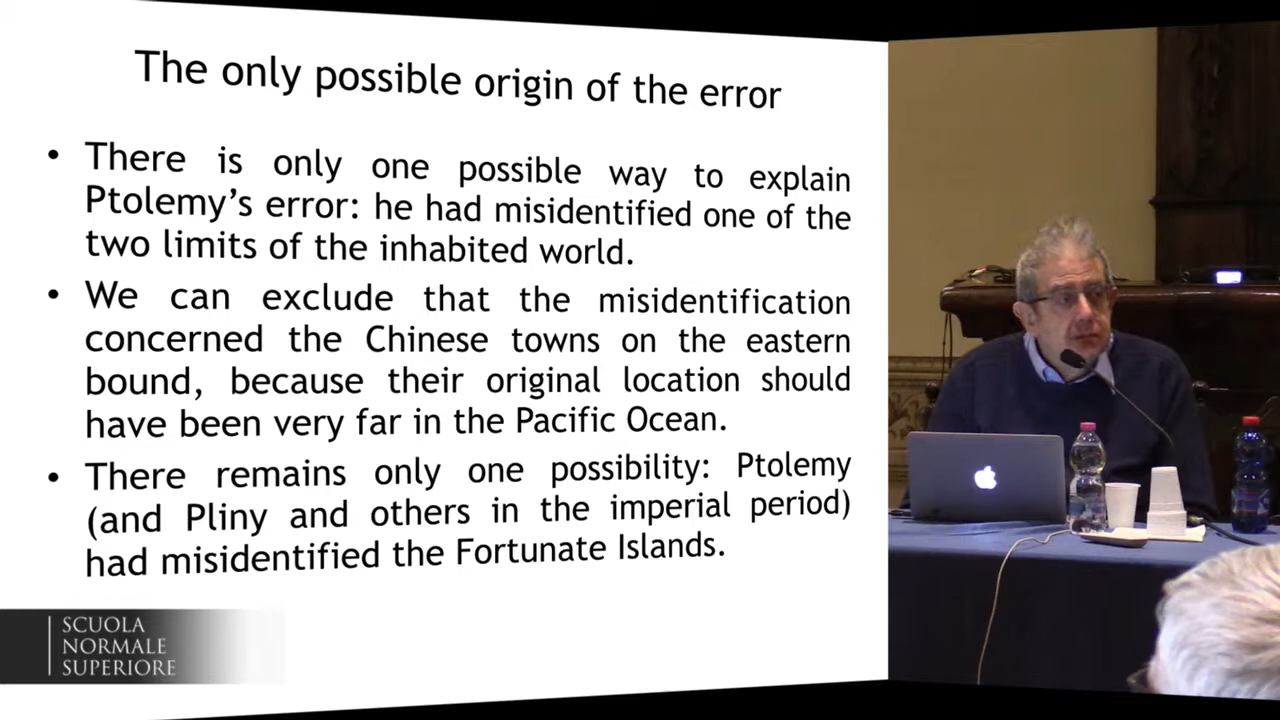 The only possible origin of the error
• There is only one possible way to explain
Ptolemy’s error: he had misidentified one of the
two limits of the inhabited world.
• We can exclude that the misidentification
concerned the Chinese towns on the eastern
bound, because their original location should
have been very far in the Pacific Ocean.
• There remains only one possibility: Ptolemy
(and Pliny and others in the imperial period)
had misidentified the Fortunate Islands.
SCUOLA
NORMALE
SUPERIORE